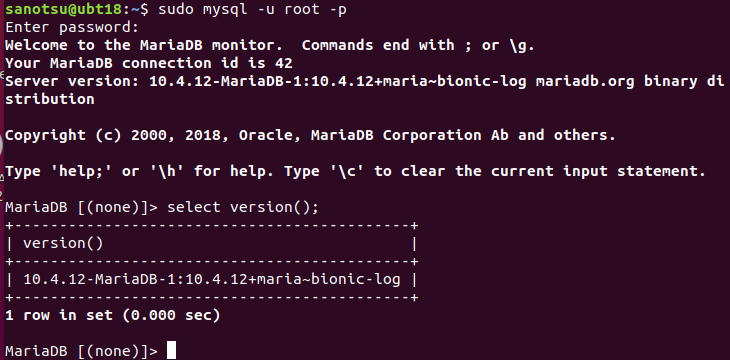 sanotsu@ubt18:~$ sudo mysql -u root -p
Enter password:
Welcome to the MariaDB monitor.  Commands end with ; or \g.
Your MariaDB connection id is 42
Server version: 10.4.12-MariaDB-1:10.4.12+maria~bionic-log mariadb.org binary di
stribution

Copyright (c) 2000, 2018, Oracle, MariaDB Corporation Ab and others.

Type 'help;' or '\h' for help. Type '\c' to clear the current input statement.

MariaDB [(none)]> select version();
+--------------------------------------------+
| version()                                  |
+--------------------------------------------+
| 10.4.12-MariaDB-1:10.4.12+maria~bionic-log |
+--------------------------------------------+
1 row in set (0.000 sec)

MariaDB [(none)]>